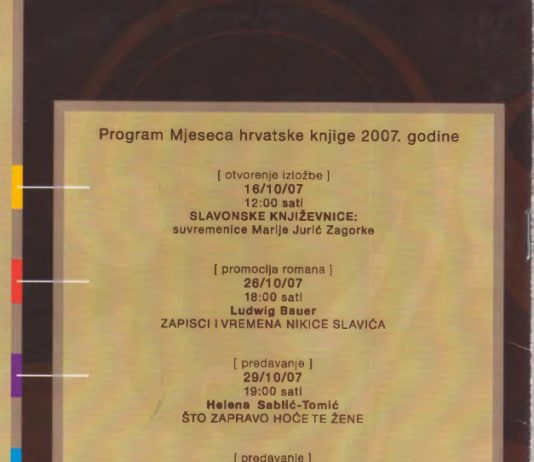 Program Mjeseca hrvatske knjige 2007. godine
[ otvorenje izložbe ]
16/10/07
12:00 sati
SLAVONSKE KNJIŽEVNICE:
suvremenice Marije Jurić Zagorke
[ promocija romana ]
26/10/07
18:00 sati
Ludwig Bauer
ZAPISCI I VREMENA NIKICE SLAVIĆA
[ predavanje ]
29/10/07
19:00 sati
Helena Sablić-Tomić
ŠTO ZAPRAVO HOĆE TE ŽENE
[ predavanje ]